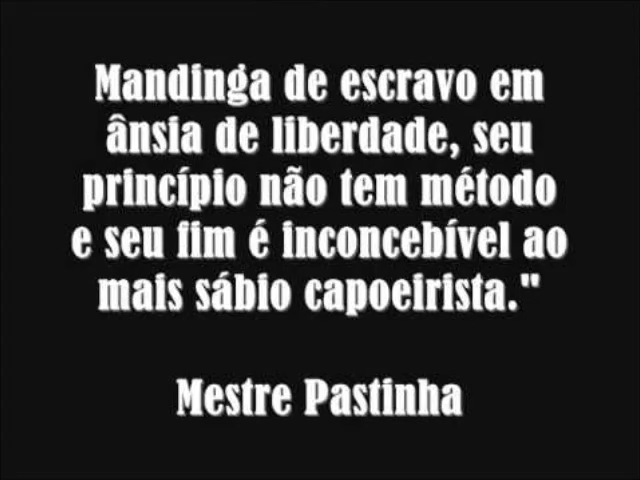 Mandinga de escravo em
ânsia de liberdade, seu
princípio não tem método
e seu fim é inconcebível ao
mais sábio capoeirista."
Mestre Pastinha